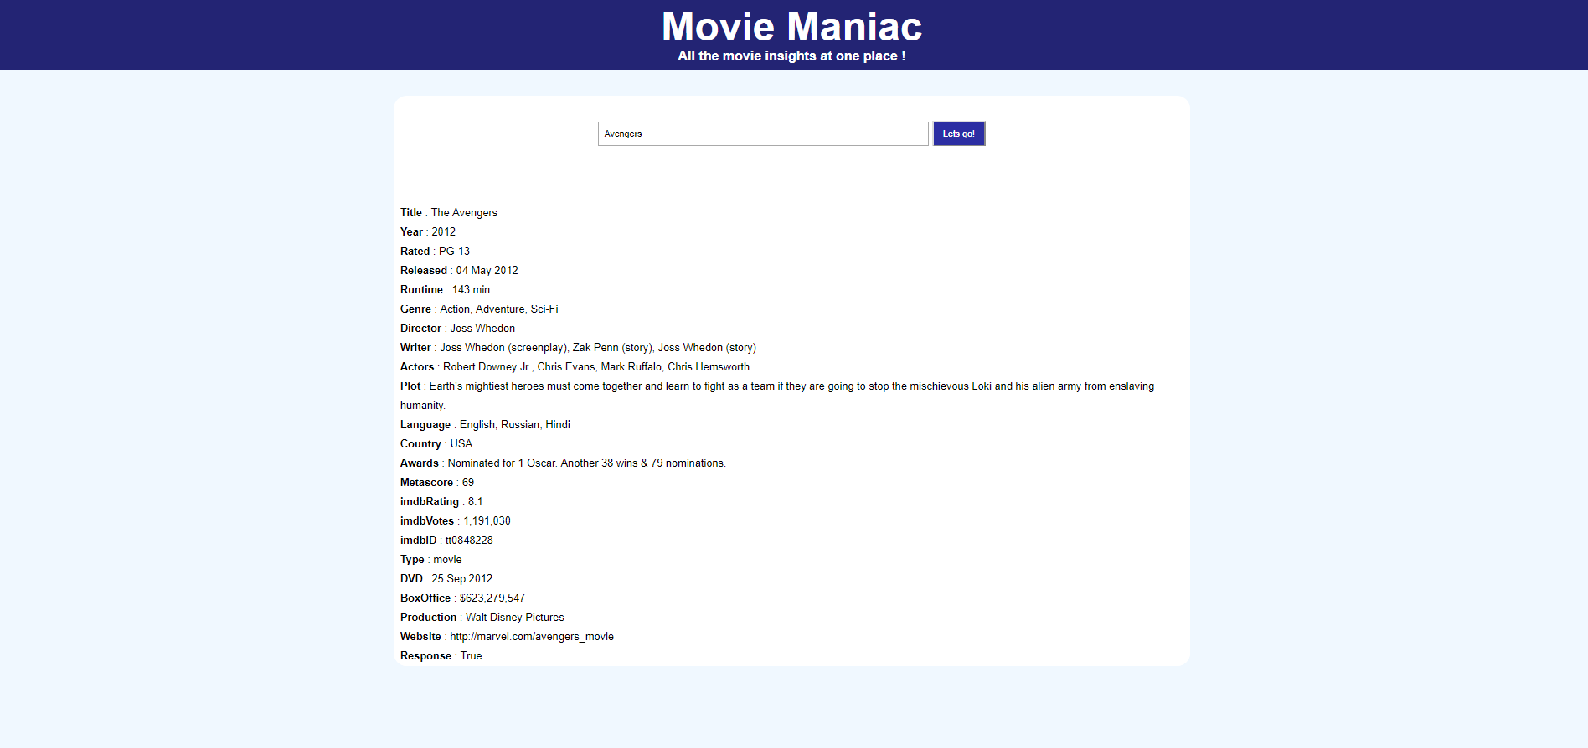 Movie Maniac
All the movie insights at one place !
Avengers
Lets go!
Title : The Avengers
Year : 2012
Rated : PG-13
Released : 04 May 2012
Runtime : 143 min
Genre : Action, Adventure, Sci-Fi
Director : Joss Whedon
Writer : Joss Whedon (screenplay), Zak Penn (story), Joss Whedon (story)
Actors : Robert Downey Jr., Chris Evans, Mark Ruffalo, Chris Hemsworth
Plot : Earth's mightiest heroes must come together and learn to fight as a team if they are going to stop the mischievous Loki and his alien army from enslaving
humanity.
Language : English, Russian, Hindi
Country : USA
Awards : Nominated for 1 Oscar. Another 38 wins & 79 nominations.
Metascore : 69
imdbRating : 8.1
imdbVotes : 1,191,030
imdbID : tt0848228
Type : movie
DVD : 25 Sep 2012
BoxOffice : $623,279,547
Production : Walt Disney Pictures
Website : http://marvel.com/avengers_movie
Response : True